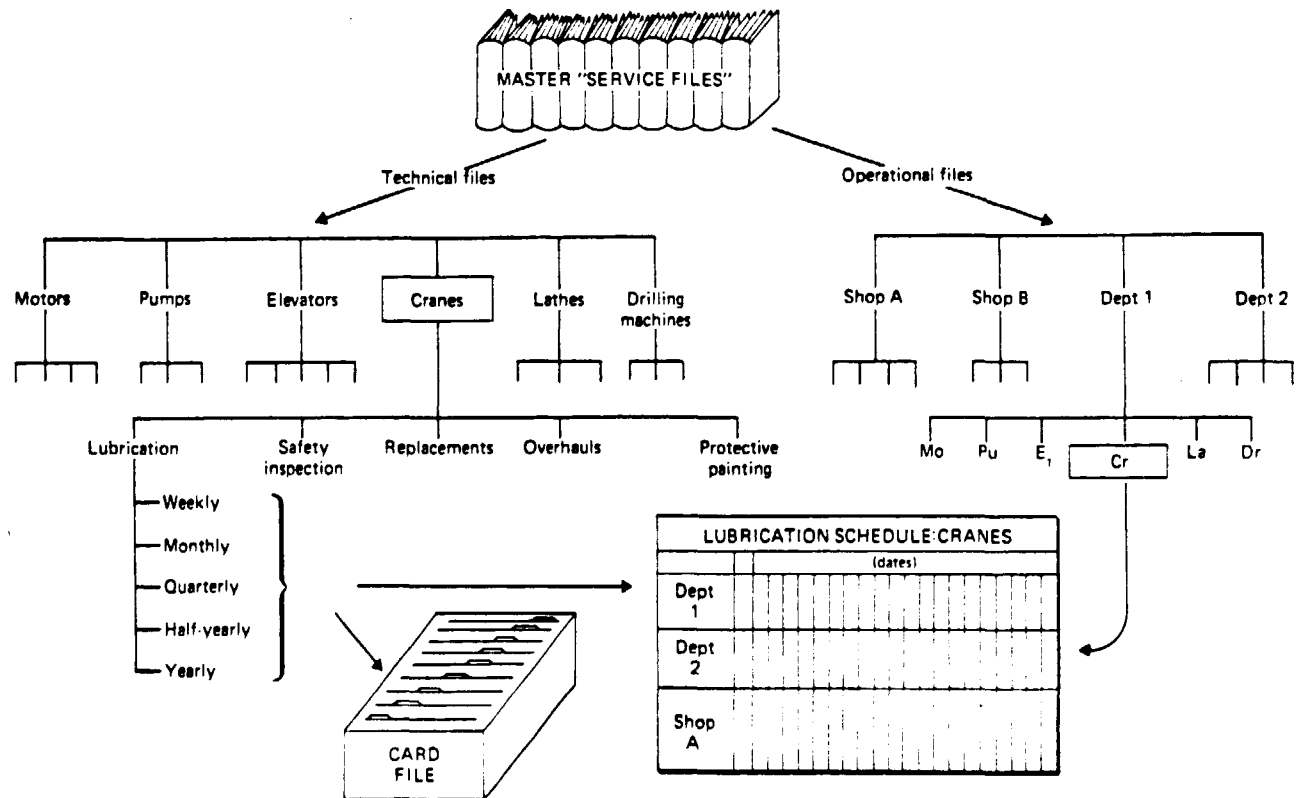 MASTER "SERVICE FILES"
Technical files
Operational files
Motors
Pumps
Elevators
Cranes
Lathes
Drilling
machines
Shop A
Shop B
Dept 1
Dept 2
Lubrication
Safety
inspection
Replacements
Overhauls
Protective
painting
Mo
Pu
E₁
Cr
La
Dr
Weekly
Monthly
Quarterly
Half-yearly
Yearly
LUBRICATION SCHEDULE:CRANES
(dates)
Dept
1
Dept
2
Shop
A
CARD
FILE